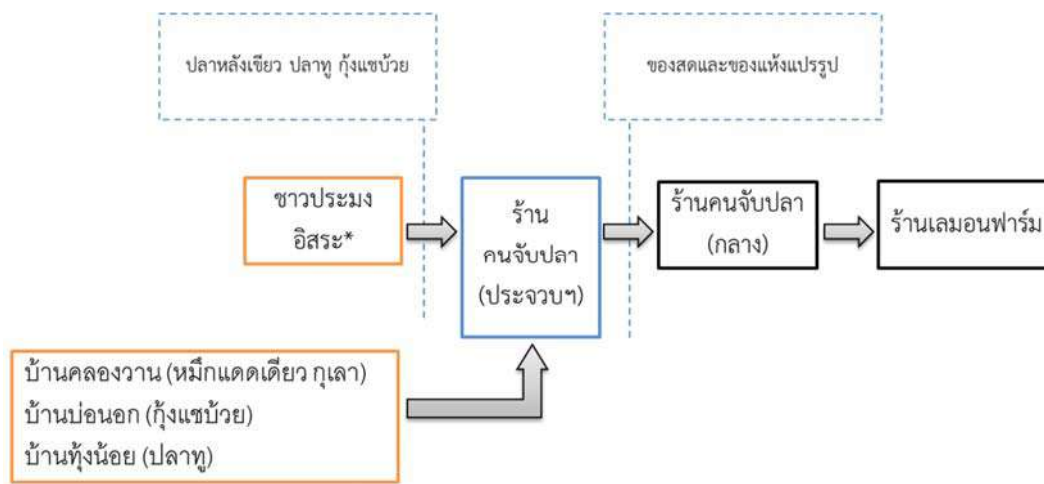 ปลาหลังเขียว ปลาทู กุ้งแชบ๊วย
ของสดและของแห้งแปรรูป
ชาวประมง
อิสระ*
ร้าน
คนจับปลา
(ประจวบฯ)
ร้านคนจับปลา
(กลาง)
ร้านเลมอนฟาร์ม
บ้านคลองวาน (หมึกแดดเดียว กุเลา)
บ้านบ่อนอก (กุ้งแชบ๊วย)
บ้านทุ่งน้อย (ปลาทู)